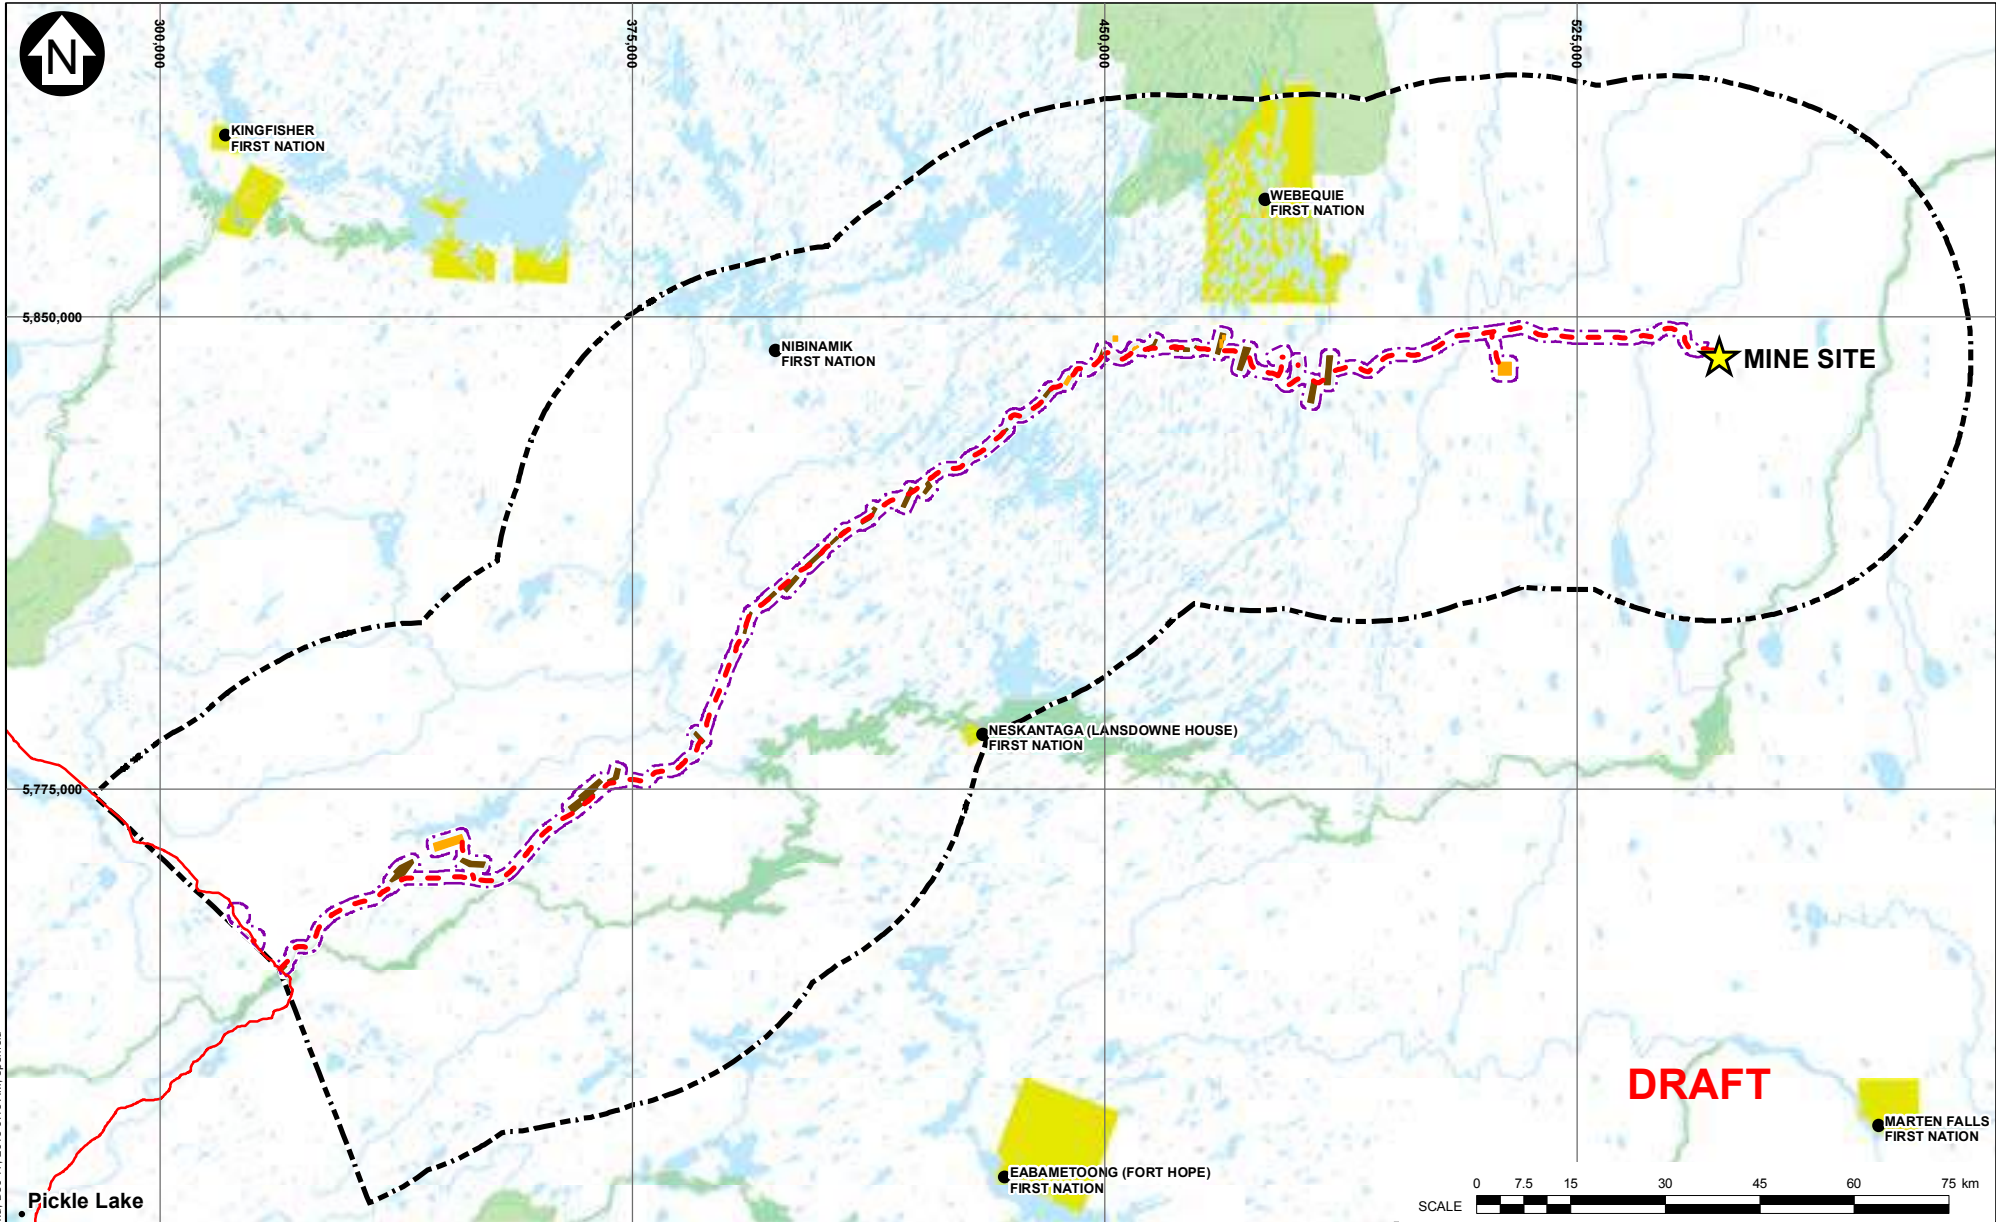 N
300,000
375,000
450,000
525,000
KINGFISHER
FIRST NATION
WEBEQUIE
FIRST NATION
5,850,000
NIBINAMIK
FIRST NATION
MINE SITE
NESKANTAGA (LANSDOWNE HOUSE)
FIRST NATION
5,775,000
DRAFT
MARTEN FALLS
FIRST NATION
EABAMETOONG (FORT HOPE)
FIRST NATION
Pickle Lake
0 7.5 15 30 45 60 75 km
SCALE